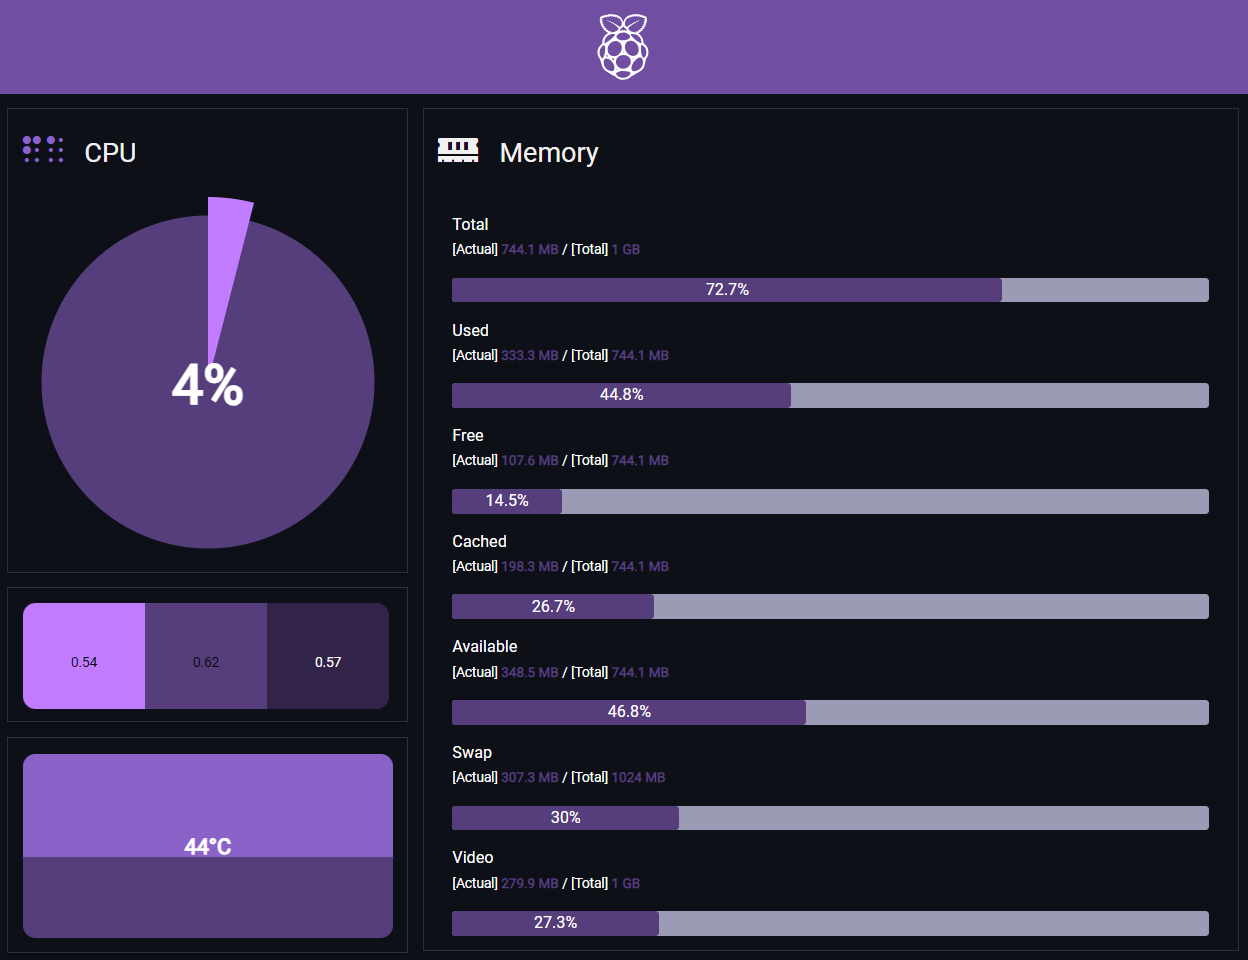 CPU
4%
0.54 0.62 0.57
44°C
Memory
Total
[Actual] 744.1 MB / [Total] 1 GB
72.7%
Used
[Actual] 333.3 MB / [Total] 744.1 MB
44.8%
Free
[Actual] 107.6 MB / [Total] 744.1 MB
14.5%
Cached
[Actual] 198.3 MB / [Total] 744.1 MB
26.7%
Available
[Actual] 348.5 MB / [Total] 744.1 MB
46.8%
Swap
[Actual] 307.3 MB / [Total] 1024 MB
30%
Video
[Actual] 279.9 MB / [Total] 1 GB
27.3%